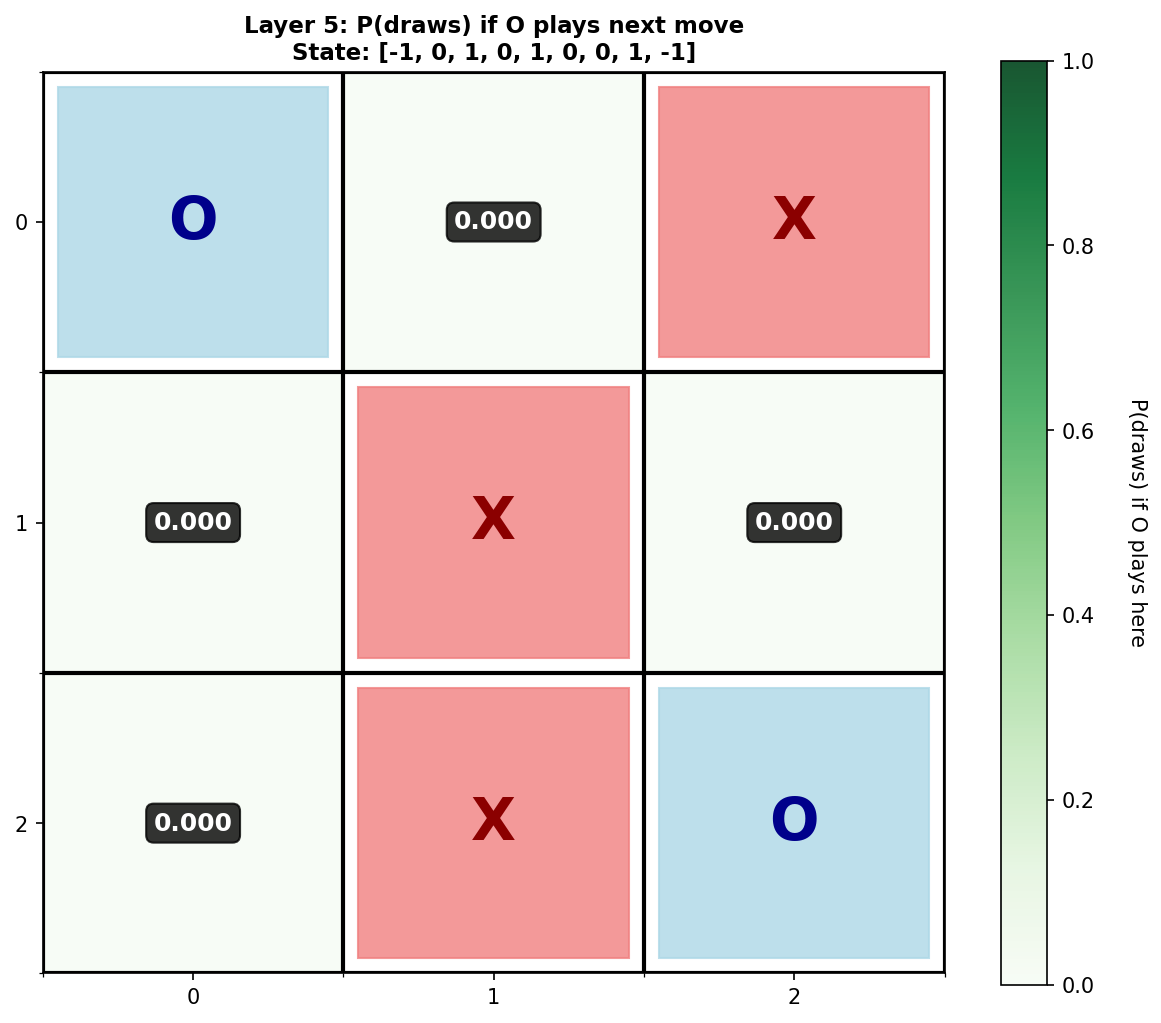 Layer 5: P(draws) if O plays next move
State: [-1, 0, 1, 0, 1, 0, 0, 1, -1]
O
0.000
X
0.000
X
0.000
0.000
X
O
0
1
2
0
1
2
1.0
0.8
0.6
0.4
0.2
0.0
P(draws) if O plays here